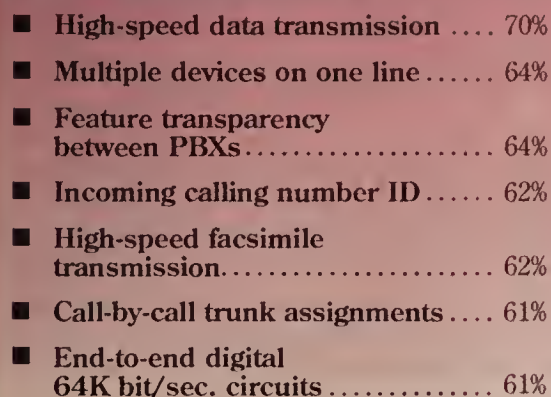 ■ High-speed data transmission .... 70%
■ Multiple devices on one line...... 64%
■ Feature transparency
between PBXs..................... 64%
■ Incoming calling number ID...... 62%
■ High-speed facsimile
transmission....................... 62%
■ Call-by-call trunk assignments.... 61%
■ End-to-end digital
64K bit/sec. circuits.............. 61%